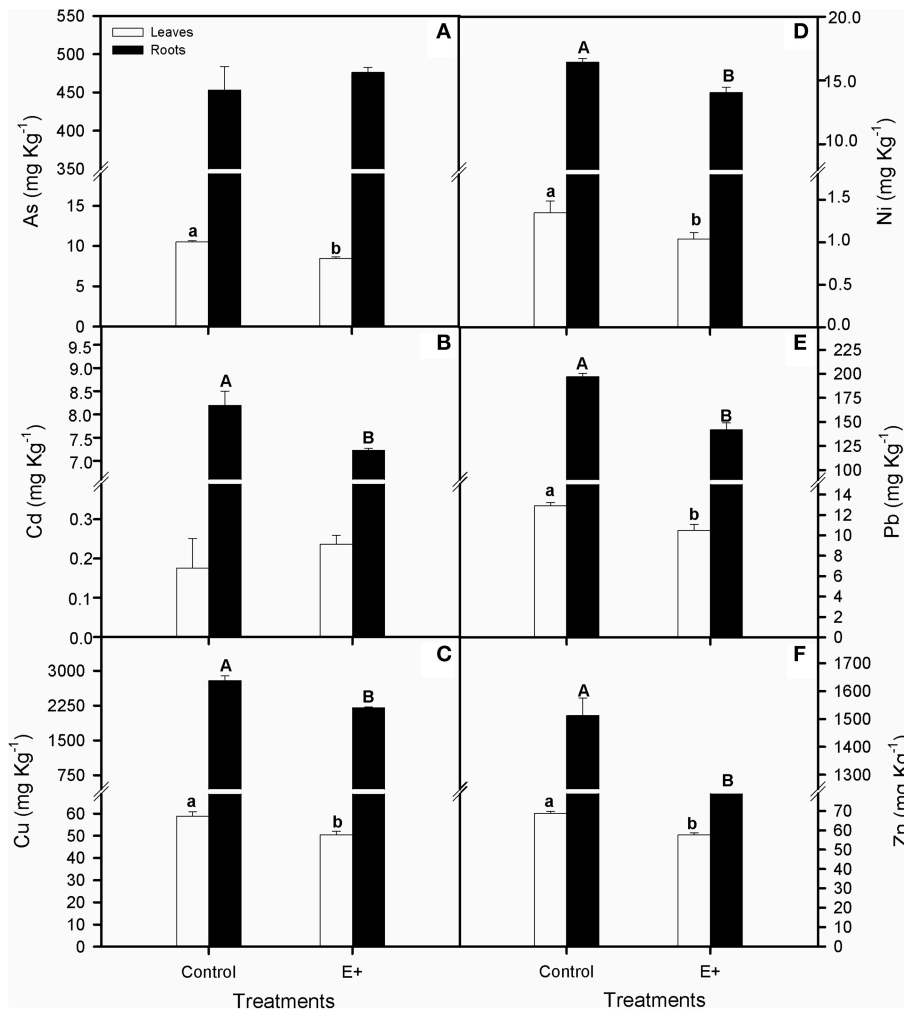 Leaves
Roots
A
As (mg Kg-1)
550
500
450
400
350
15
10
5
0
a
b
D
Ni (mg Kg-1)
20.0
15.0
10.0
1.5
1.0
0.5
0.0
A
B
a
b
B
Cd (mg Kg-1)
9.5
9.0
8.5
8.0
7.5
7.0
0.3
0.2
0.1
0.0
A
B
E
Pb (mg Kg-1)
225
200
175
150
125
100
14
12
10
8
6
4
2
0
A
B
a
b
C
Cu (mg Kg-1)
3000
2250
1500
750
60
50
40
30
20
10
0
A
B
a
b
F
Zn (mg Kg-1)
1700
1600
1500
1400
1300
70
60
50
40
30
20
10
0
A
B
a
b
Control E+
Treatments
Control E+
Treatments